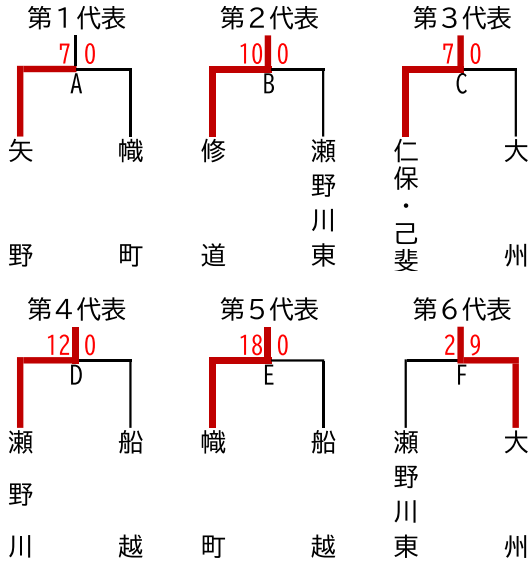 第1代表
7 0
A
矢野
幟町
第2代表
10 0
B
修道
瀬野川東
第3代表
7 0
C
仁保・己斐
大州
第4代表
12 0
D
瀬野川
船越
第5代表
18 0
E
幟町
船越
第6代表
2 9
F
瀬野川東
大州